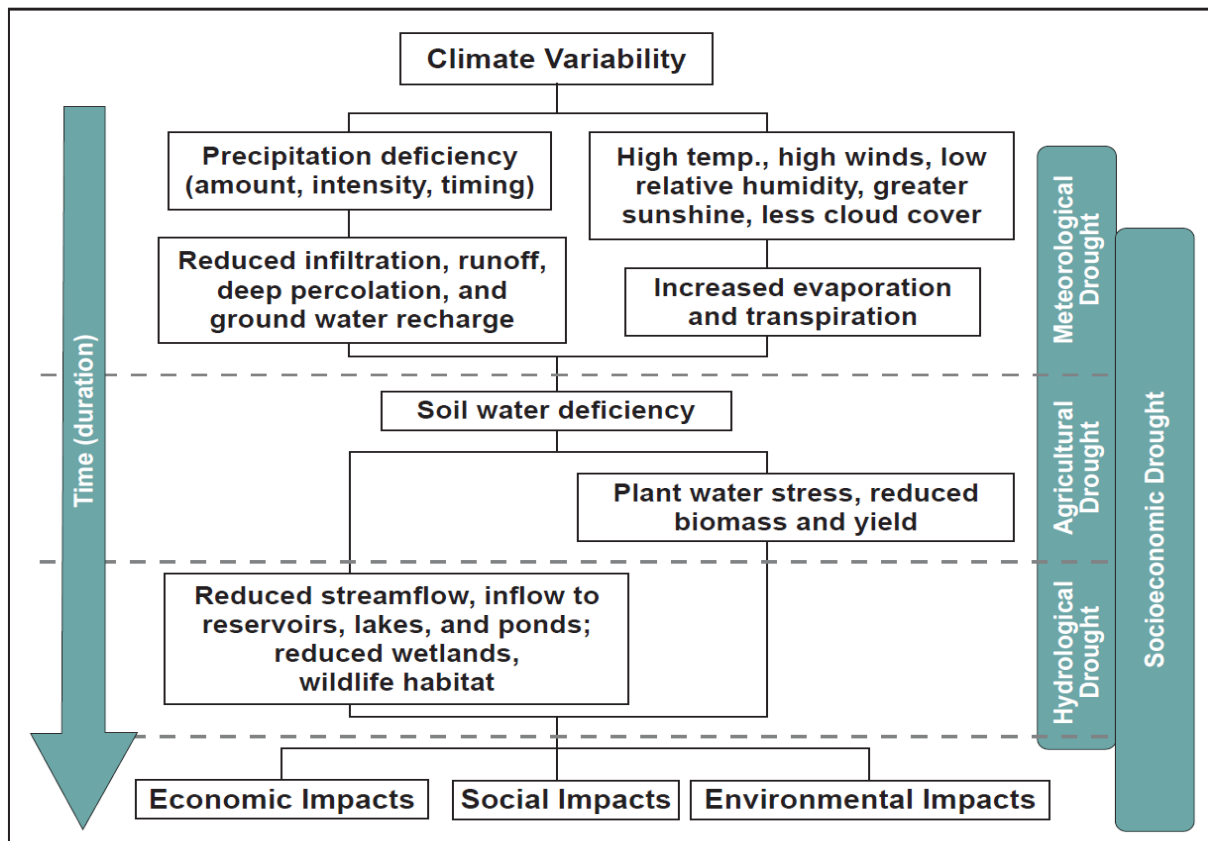 Climate Variability
Precipitation deficiency
(amount, intensity, timing)
High temp., high winds, low
relative humidity, greater
sunshine, less cloud cover
Reduced infiltration, runoff,
deep percolation, and
ground water recharge
Increased evaporation
and transpiration
Soil water deficiency
Plant water stress, reduced
biomass and yield
Reduced streamflow, inflow to
reservoirs, lakes, and ponds;
reduced wetlands,
wildlife habitat
Economic Impacts
Social Impacts
Environmental Impacts
Time (duration)
Meteorological
Drought
Agricultural
Drought
Hydrological
Drought
Socioeconomic Drought